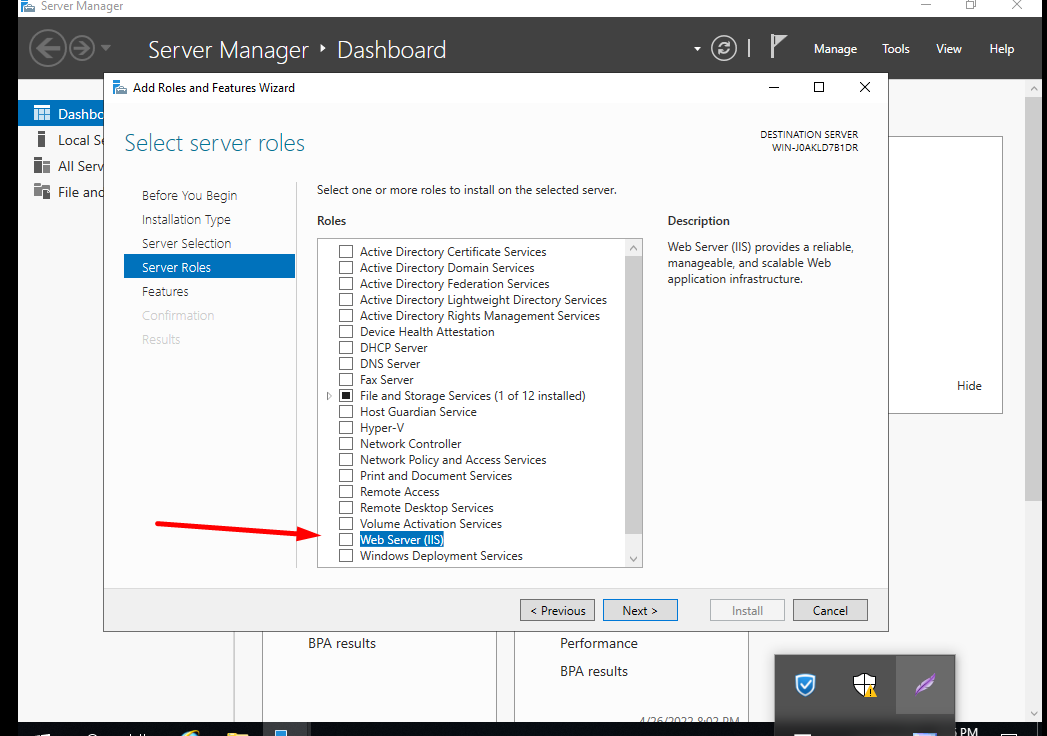 Server Manager
Server Manager Dashboard
Manage Tools View Help
Add Roles and Features Wizard
Dashbo
Local Se
All Serv
File and
Select server roles
DESTINATION SERVER
WIN-J0AKLD7B1DR
Before You Begin
Installation Type
Server Selection
Server Roles
Features
Confirmation
Results
Select one or more roles to install on the selected server.
Roles
Active Directory Certificate Services
Active Directory Domain Services
Active Directory Federation Services
Active Directory Lightweight Directory Services
Active Directory Rights Management Services
Device Health Attestation
DHCP Server
DNS Server
Fax Server
File and Storage Services (1 of 12 installed)
Host Guardian Service
Hyper-V
Network Controller
Network Policy and Access Services
Print and Document Services
Remote Access
Remote Desktop Services
Volume Activation Services
Web Server (IIS)
Windows Deployment Services
Description
Web Server (IIS) provides a reliable,
manageable, and scalable Web
application infrastructure.
Hide
< Previous Next > Install Cancel
BPA results
Performance
BPA results
4/26/2022 8:02 PM
PM